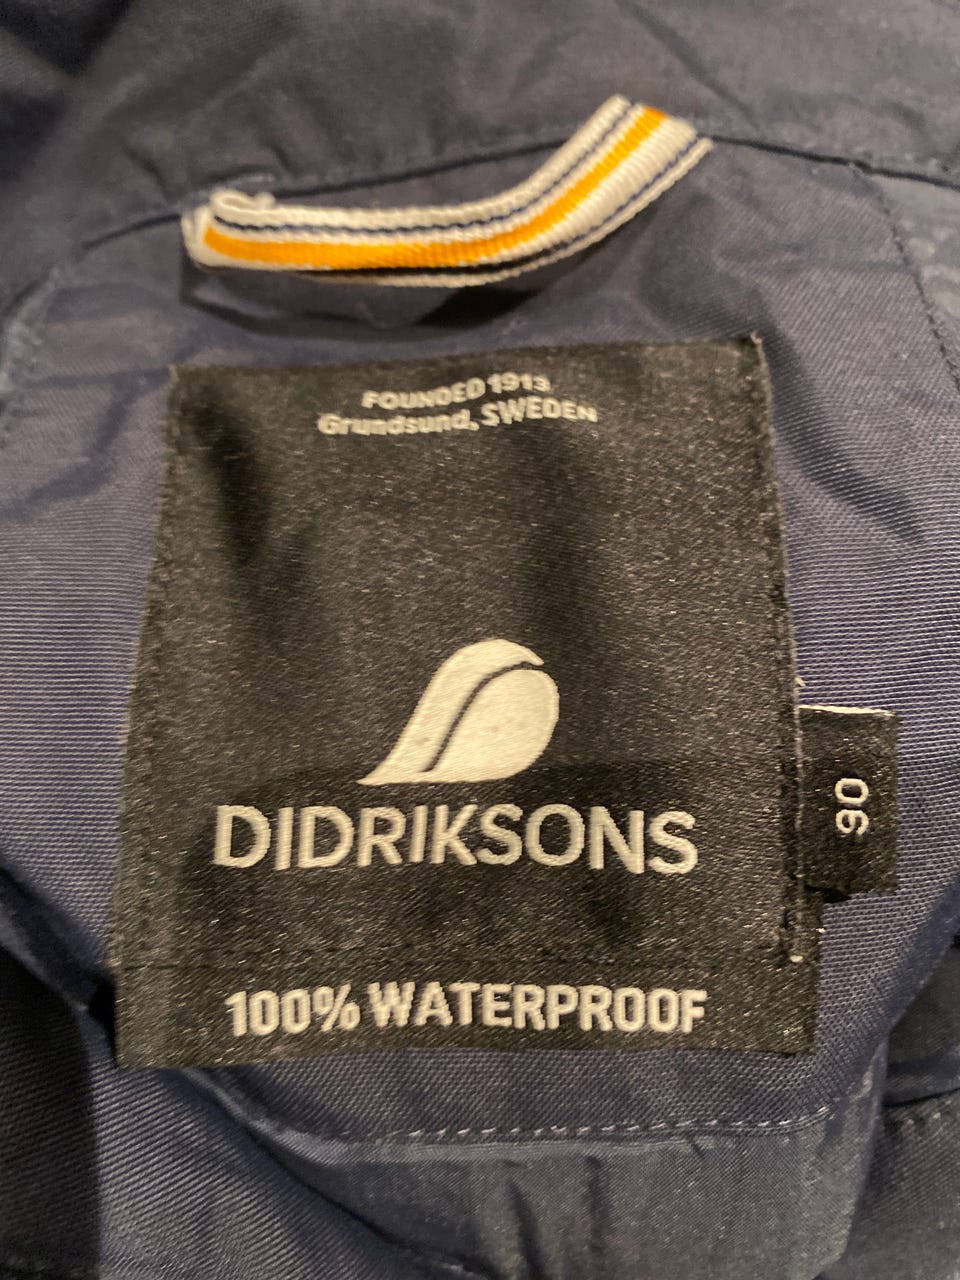 FOUNDED 1913
Grundsund, SWEDEN
DIDRIKSONS
90
100% WATERPROOF